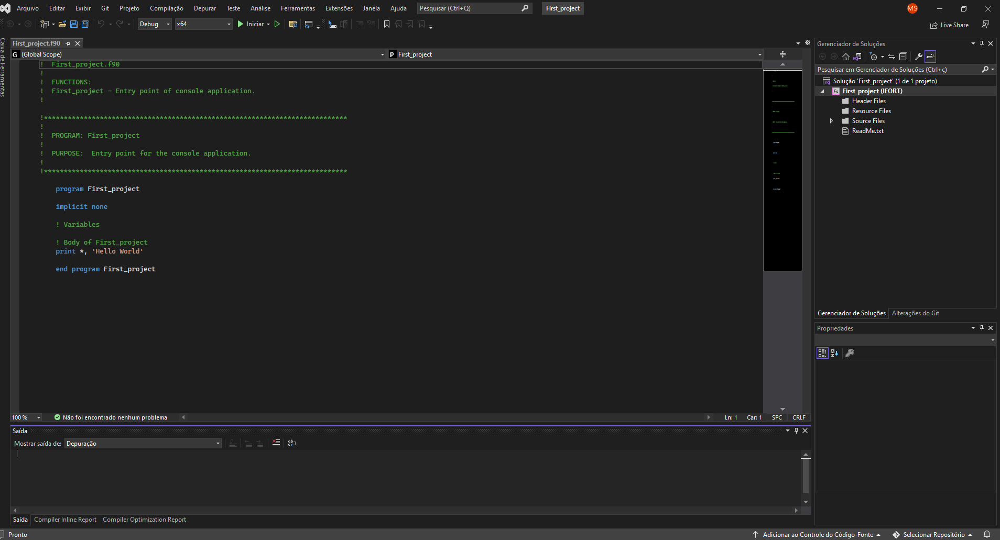 Arquivo Editar Exibir Git Projeto Compilação Depurar Teste Análise Ferramentas Extensões Janela Ajuda Pesquisar (Ctrl+Q) First_project MS
Debug x64 Iniciar Live Share
Caixa de Ferramentas
First_project.f90
(Global Scope) First_project
! First_project.f90
!
! FUNCTIONS:
! First_project - Entry point of console application.
!
!****************************************************************************
!
! PROGRAM: First_project
!
! PURPOSE: Entry point for the console application.
!
!****************************************************************************
program First_project
implicit none
! Variables
! Body of First_project
print *, 'Hello World'
end program First_project
100 % Não foi encontrado nenhum problema Ln: 1 Car: 1 SPC CRLF
Saída
Mostrar saída de: Depuração
Saída Compiler Inline Report Compiler Optimization Report
Gerenciador de Soluções
Pesquisar em Gerenciador de Soluções (Ctrl+ç)
Solução 'First_project' (1 de 1 projeto)
First_project (IFORT)
Header Files
Resource Files
Source Files
ReadMe.txt
Gerenciador de Soluções Alterações do Git
Propriedades
Pronto Adicionar ao Controle do Código-Fonte Selecionar Repositório